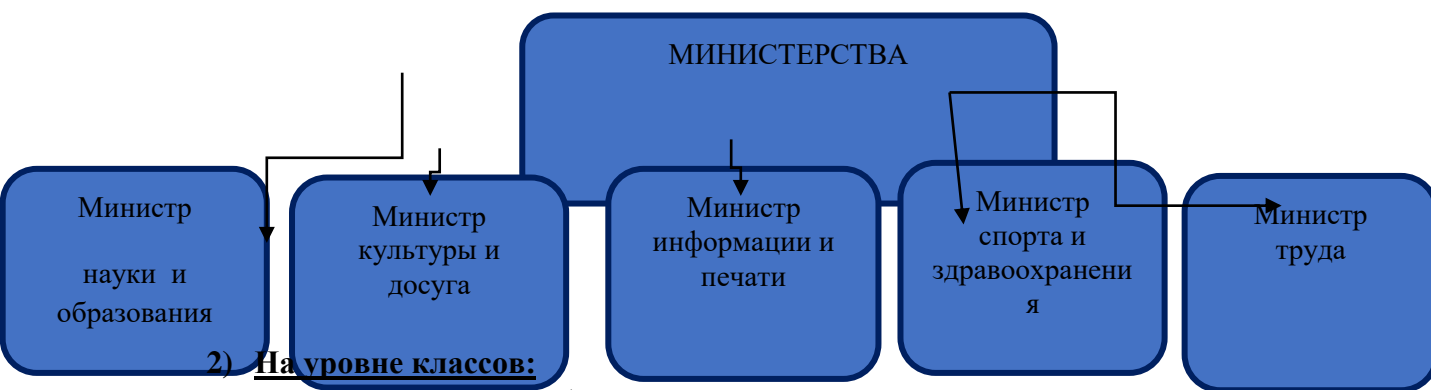 МИНИСТЕРСТВА
Министр
науки и
образования
Министр
культуры и
досуга
Министр
информации и
печати
Министр
спорта и
здравоохранени
я
Министр
труда
2) На уровне классов: